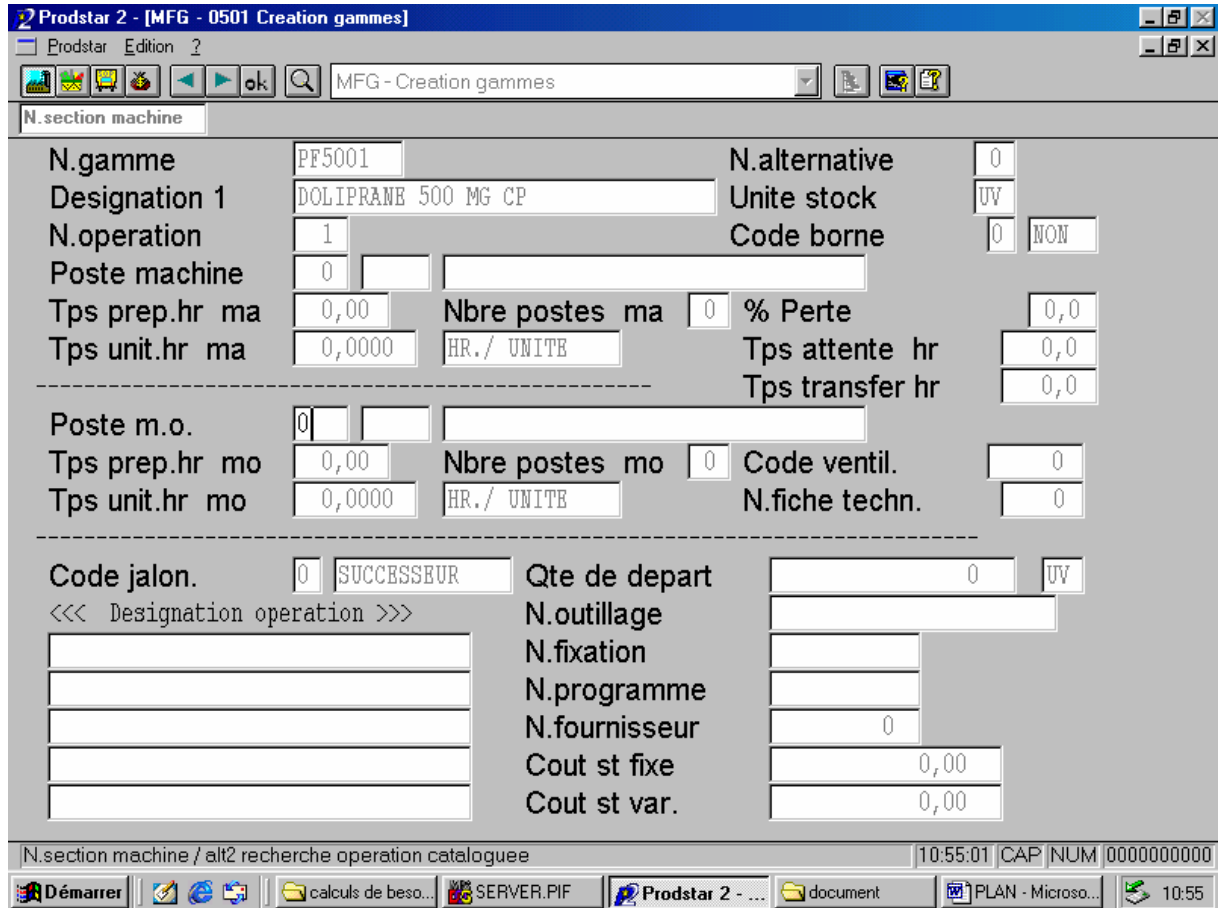 Prodstar 2 - [MFG - 0501 Creation gammes]
Prodstar Edition ?
ok MFG - Creation gammes
N.section machine
N.gamme PF5001 N.alternative 0
Designation 1 DOLIPRANE 500 MG CP Unite stock UV
N.operation 1 Code borne 0 NON
Poste machine 0
Tps prep.hr ma 0,00 Nbre postes ma 0 % Perte 0,0
Tps unit.hr ma 0,0000 HR./ UNITE Tps attente hr 0,0
Tps transfer hr 0,0
Poste m.o. 0
Tps prep.hr mo 0,00 Nbre postes mo 0 Code ventil. 0
Tps unit.hr mo 0,0000 HR./ UNITE N.fiche techn. 0
Code jalon. 0 SUCCESSEUR Qte de depart 0 UV
<<< Designation operation >>> N.outillage
N.fixation
N.programme
N.fournisseur 0
Cout st fixe 0,00
Cout st var. 0,00
N.section machine / alt2 recherche operation cataloguee 10:55:01 CAP NUM 0000000000
Démarrer calculs de beso... SERVER.PIF Prodstar 2 - ... document PLAN - Microso... 10:55